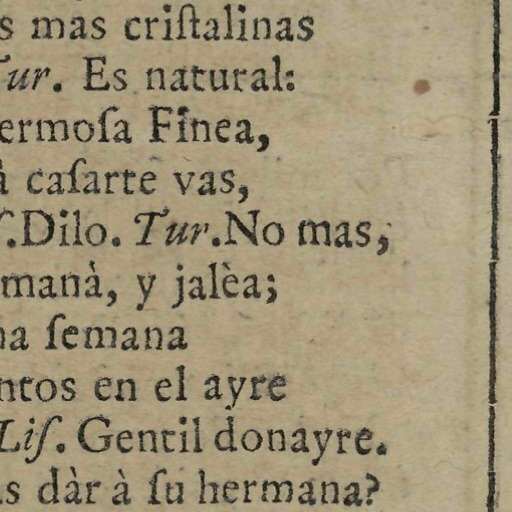 s mas criſtalinas
Tur. Es natural:
ermoſa Finea,
à caſarte vas,
ſ.Dilo. Tur.No mas,
manà, y jalèa;
na ſemana
ntos en el ayre
Liſ. Gentil donayre.
s dàr à ſu hermana?